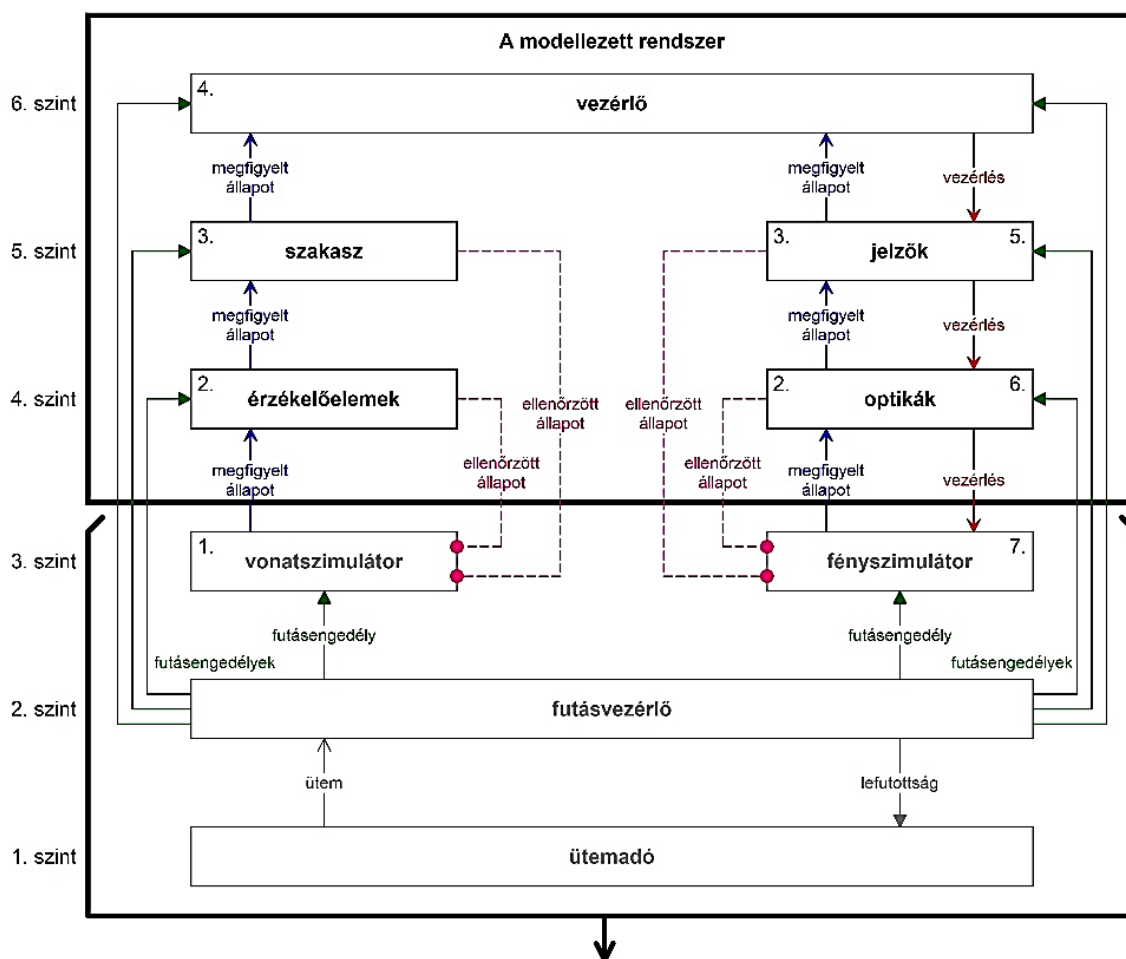 A modellezett rendszer
6. szint
4.
vezérlő
megfigyelt
állapot
megfigyelt
állapot
vezérlés
5. szint
3.
szakasz
3.
jelzők
5.
megfigyelt
állapot
megfigyelt
állapot
vezérlés
4. szint
2.
érzékelőelemek
ellenőrzött
állapot
ellenőrzött
állapot
2.
optikák
6.
megfigyelt
állapot
ellenőrzött
állapot
ellenőrzött
állapot
megfigyelt
állapot
vezérlés
3. szint
1.
vonatszimulátor
fényszimulátor
7.
futásengedély
futásengedély
futásengedélyek
futásengedélyek
2. szint
futásvezérlő
ütem
lefutottság
1. szint
ütemadó